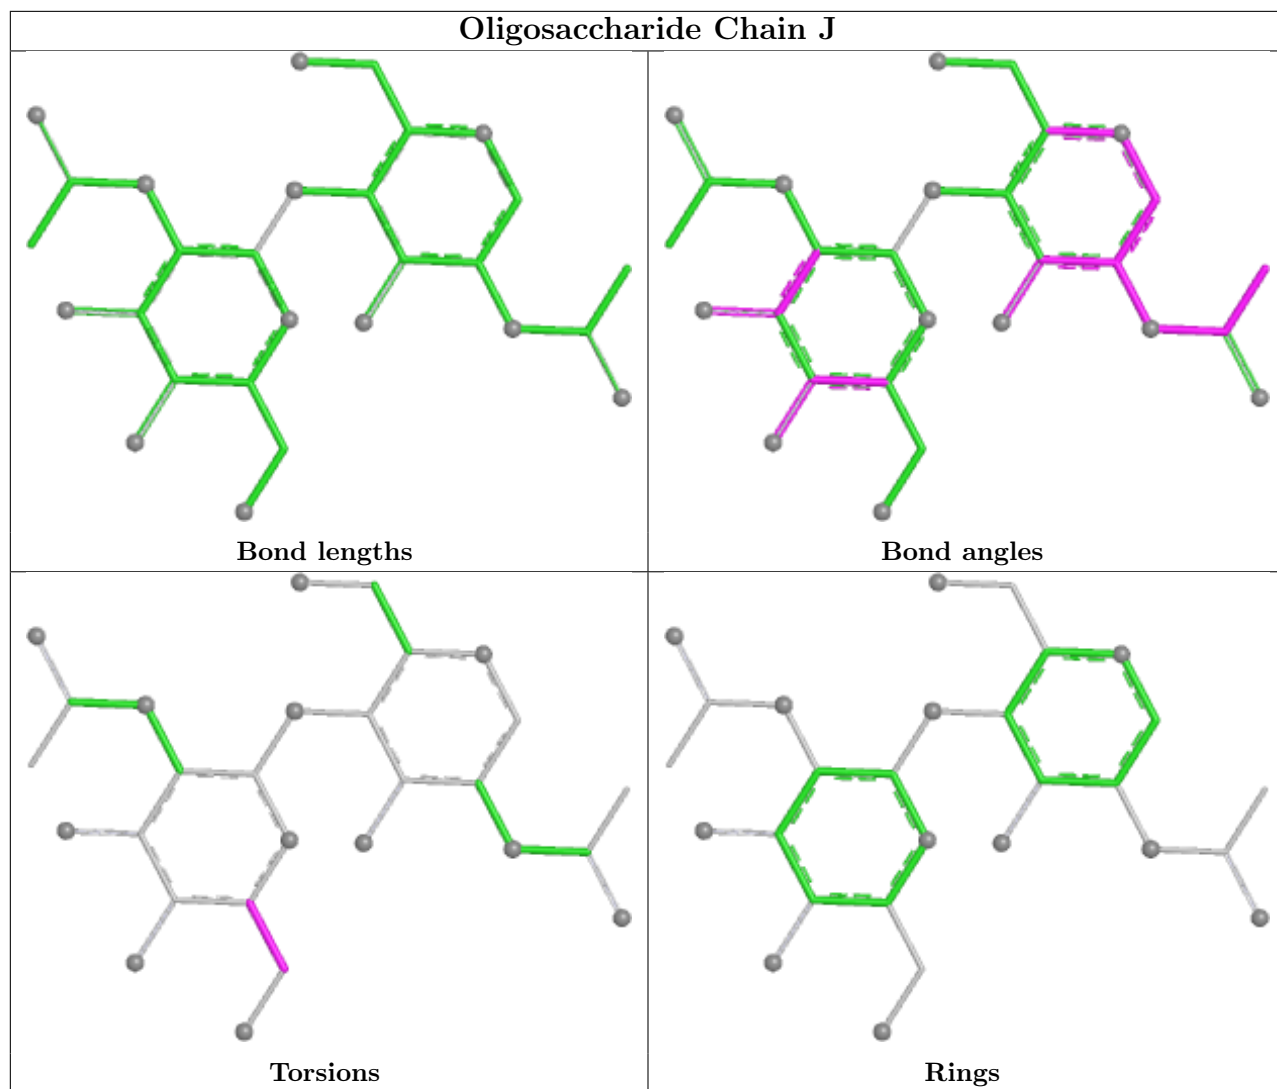 Oligosaccharide Chain J
Bond lengths
Bond angles
Torsions
Rings